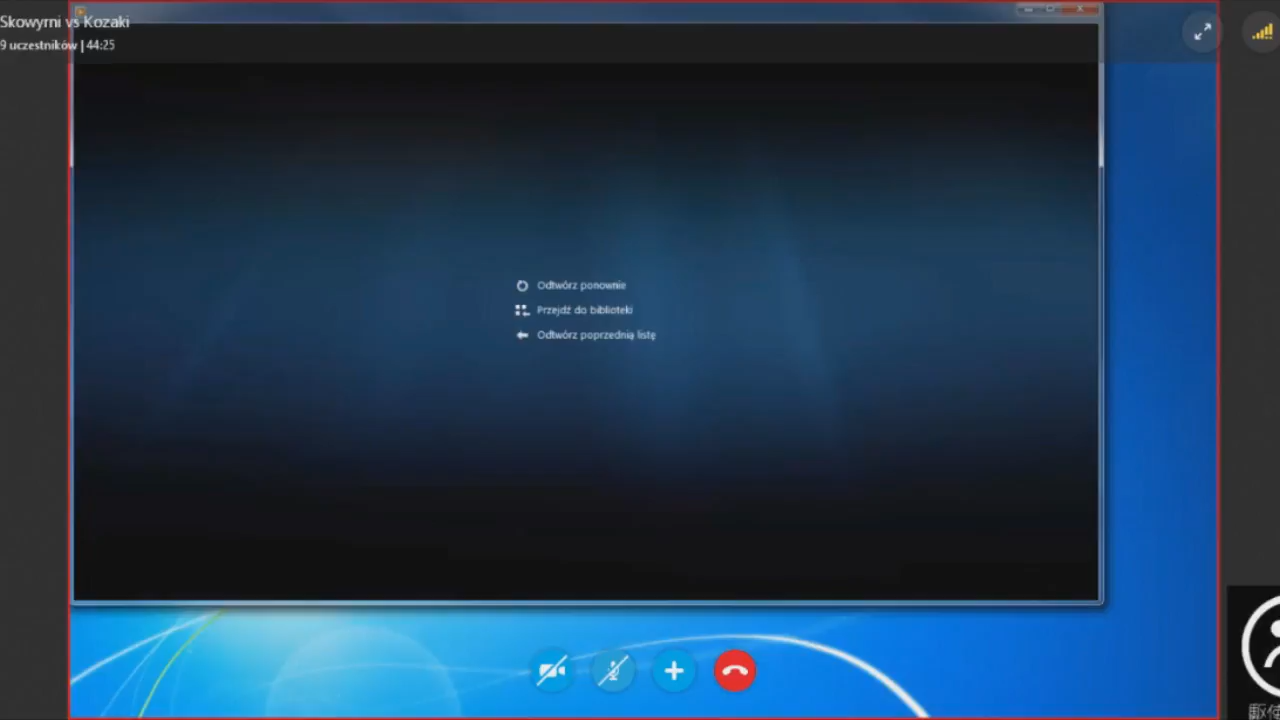 Skowyrni vs Kozaki
9 uczestników | 44:25
Odtwórz ponownie
Przejdź do biblioteki
Odtwórz poprzednią listę